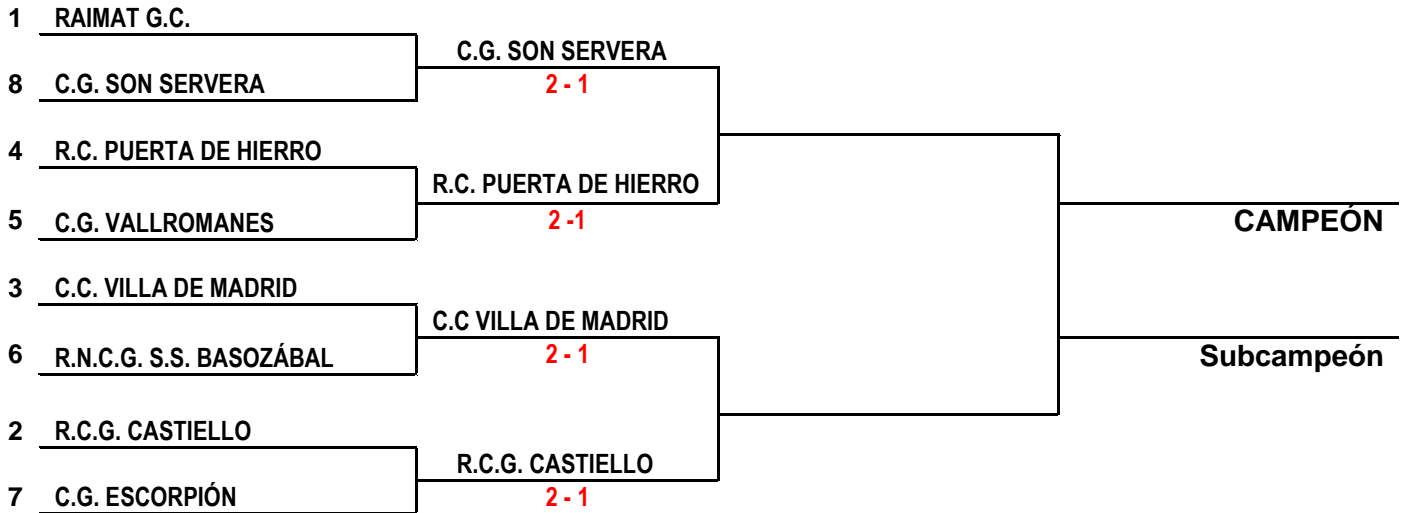 1 RAIMAT G.C.
C.G. SON SERVERA
8 C.G. SON SERVERA
2 - 1
4 R.C. PUERTA DE HIERRO
R.C. PUERTA DE HIERRO
5 C.G. VALLROMANES
2 -1
CAMPEÓN
3 C.C. VILLA DE MADRID
C.C VILLA DE MADRID
6 R.N.C.G. S.S. BASOZÁBAL
2 - 1
Subcampeón
2 R.C.G. CASTIELLO
R.C.G. CASTIELLO
7 C.G. ESCORPIÓN
2 - 1